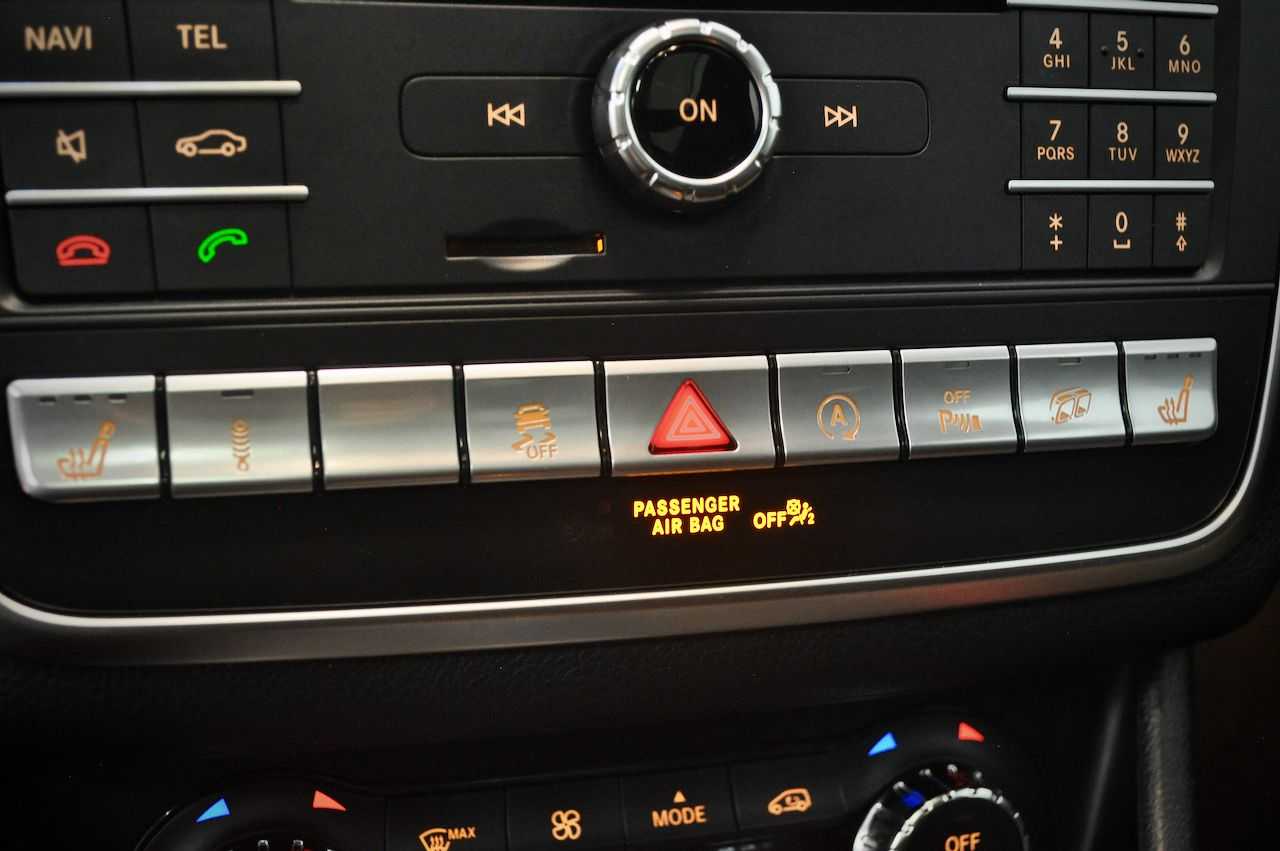 NAVI
TEL
ON
4
GHI
5
JKL
6
MNO
7
PQRS
8
TUV
9
WXYZ
*
+
0
#
OFF
A
OFF
PASSENGER
AIR BAG
OFF
2
MAX
MODE
OFF